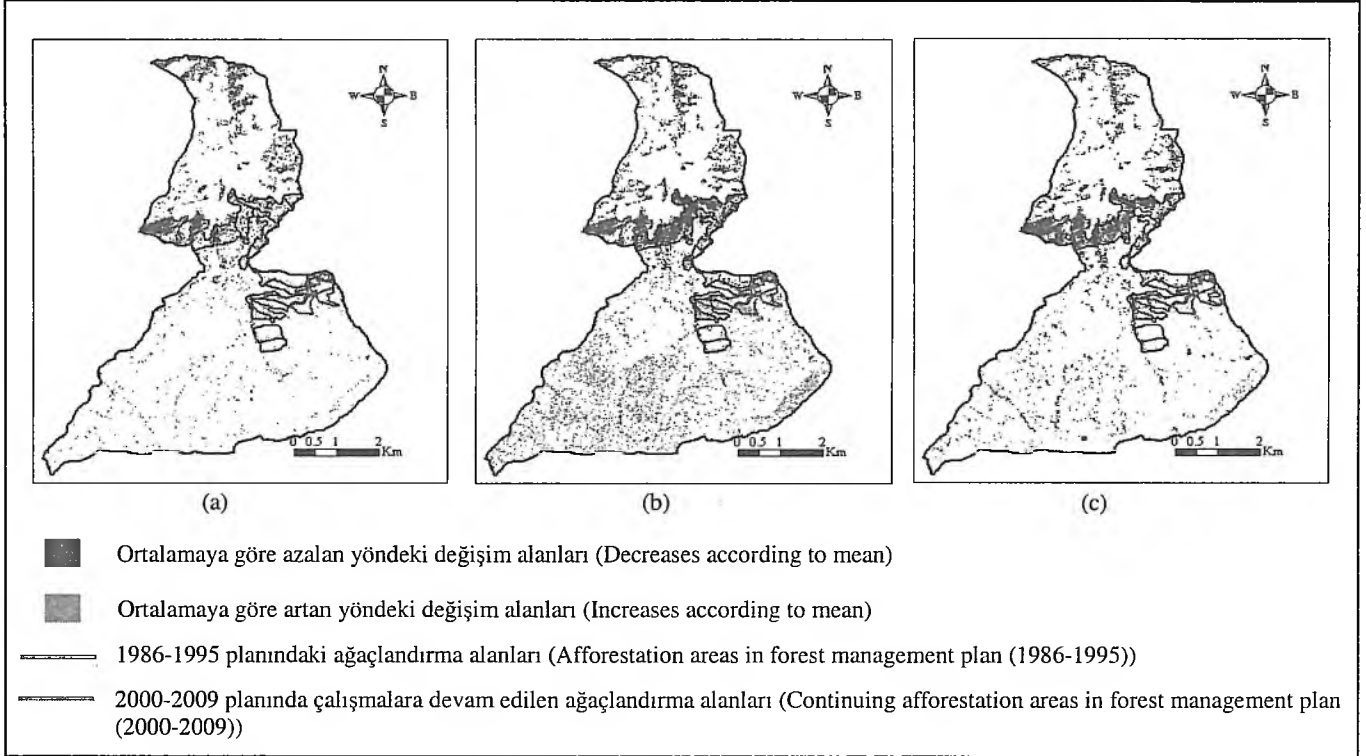 N
W B
S
0 0.5 1 2
Km
(a)
N
W B
S
0 0.5 1 2
Km
(b)
N
W B
S
0 0.5 1 2
Km
(c)
Ortalamaya göre azalan yöndeki değişim alanları (Decreases according to mean)
Ortalamaya göre artan yöndeki değişim alanları (Increases according to mean)
1986-1995 planındaki ağaçlandırma alanları (Afforestation areas in forest management plan (1986-1995))
2000-2009 planında çalışmalara devam edilen ağaçlandırma alanları (Continuing afforestation areas in forest management plan
(2000-2009))